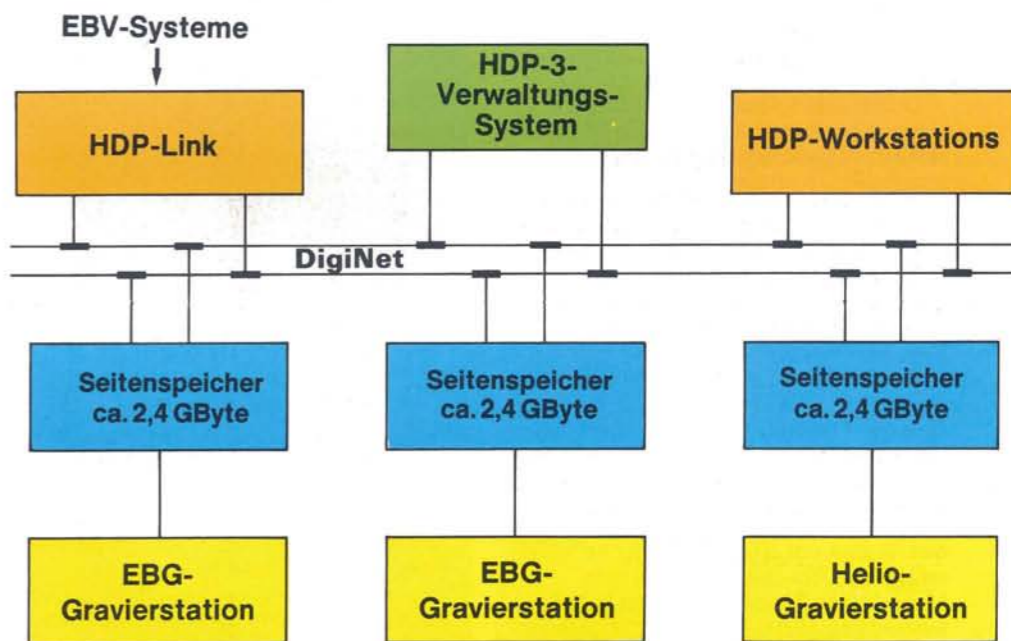 EBV-Systeme
HDP-Link
HDP-3-
Verwaltungs-
System
HDP-Workstations
DigiNet
Seitenspeicher
ca. 2,4 GByte
Seitenspeicher
ca. 2,4 GByte
Seitenspeicher
ca. 2,4 GByte
EBG-
Gravierstation
EBG-
Gravierstation
Helio-
Gravierstation